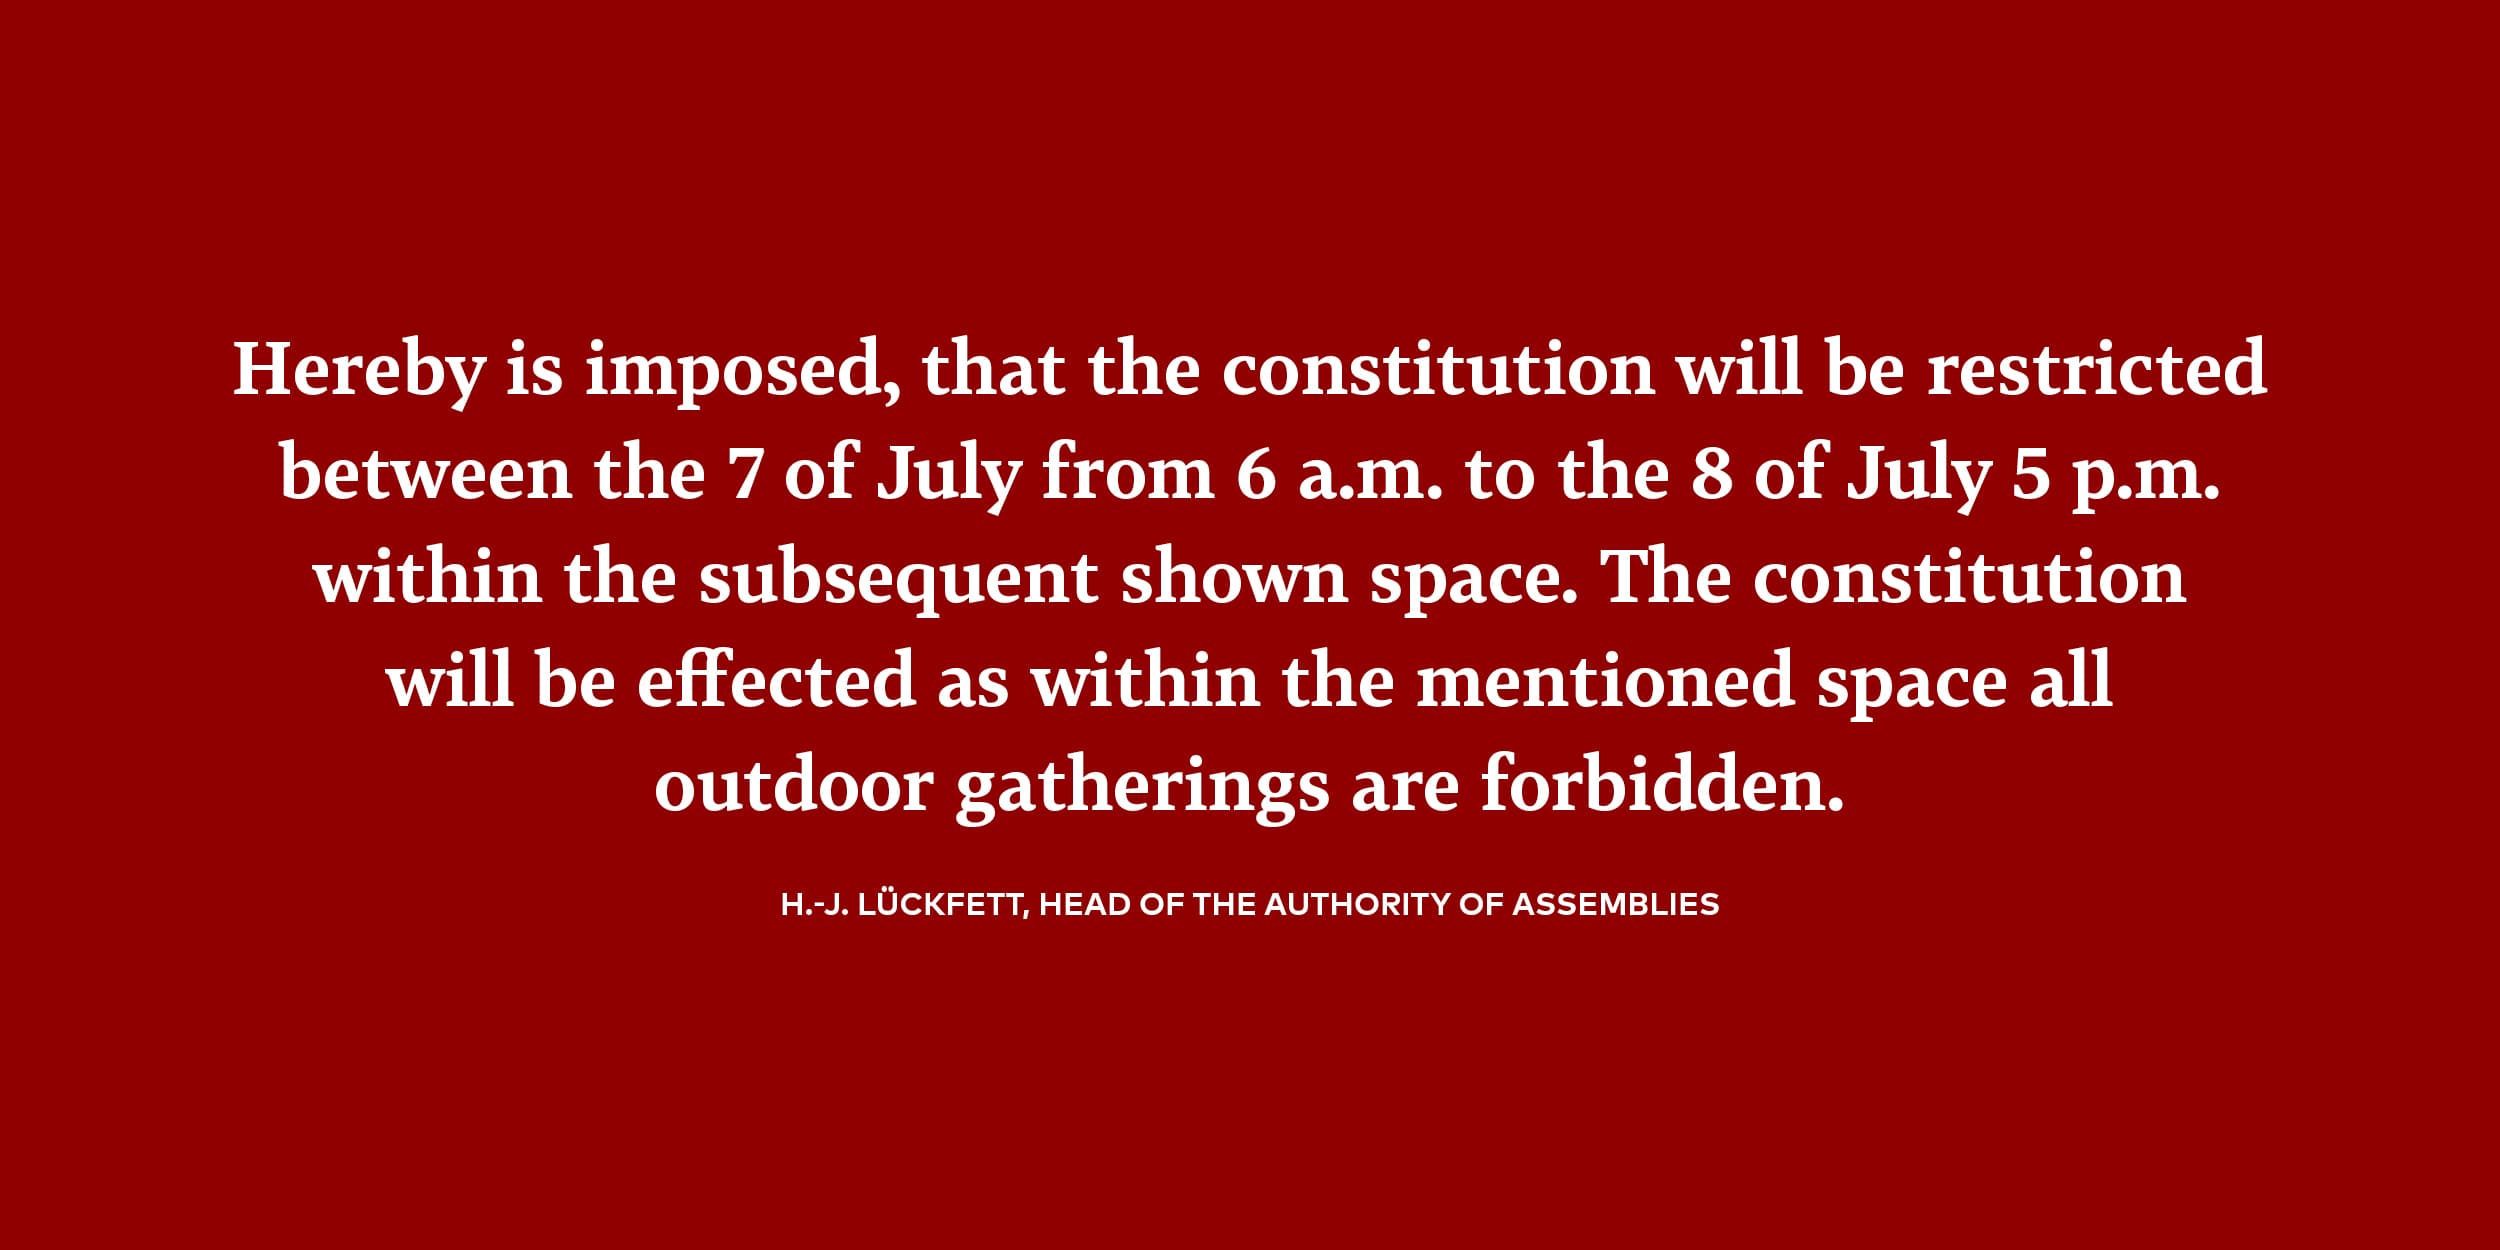 Hereby is imposed, that the constitution will be restricted
between the 7 of July from 6 a.m. to the 8 of July 5 p.m.
within the subsequent shown space. The constitution
will be effected as within the mentioned space all
outdoor gatherings are forbidden.
H.-J. LÜCKFETT, HEAD OF THE AUTHORITY OF ASSEMBLIES